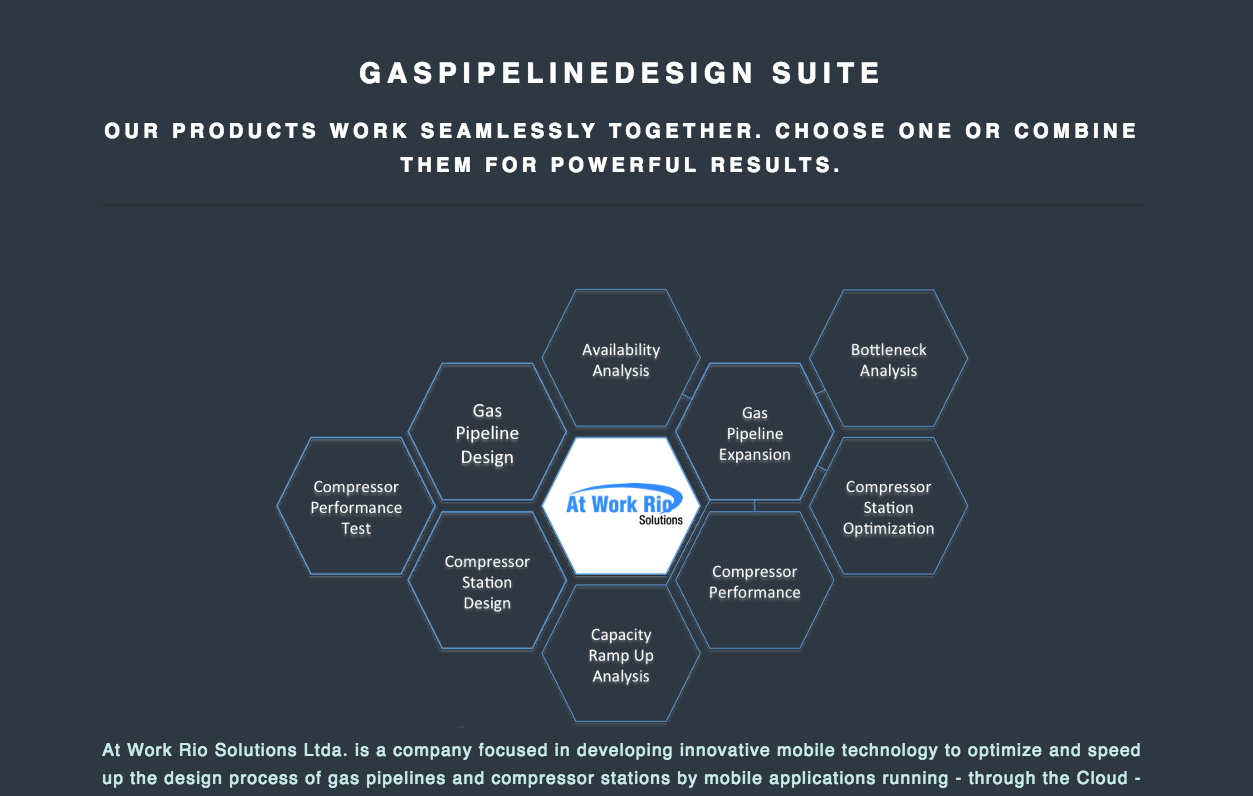 GASPIPELINEDESIGN SUITE
OUR PRODUCTS WORK SEAMLESSLY TOGETHER. CHOOSE ONE OR COMBINE
THEM FOR POWERFUL RESULTS.
Availability
Analysis
Bottleneck
Analysis
Gas
Pipeline
Design
Gas
Pipeline
Expansion
Compressor
Performance
Test
At Work Rio
Solutions
Compressor
Station
Optimization
Compressor
Station
Design
Compressor
Performance
Capacity
Ramp Up
Analysis
At Work Rio Solutions Ltda. is a company focused in developing innovative mobile technology to optimize and speed
up the design process of gas pipelines and compressor stations by mobile applications running - through the Cloud -